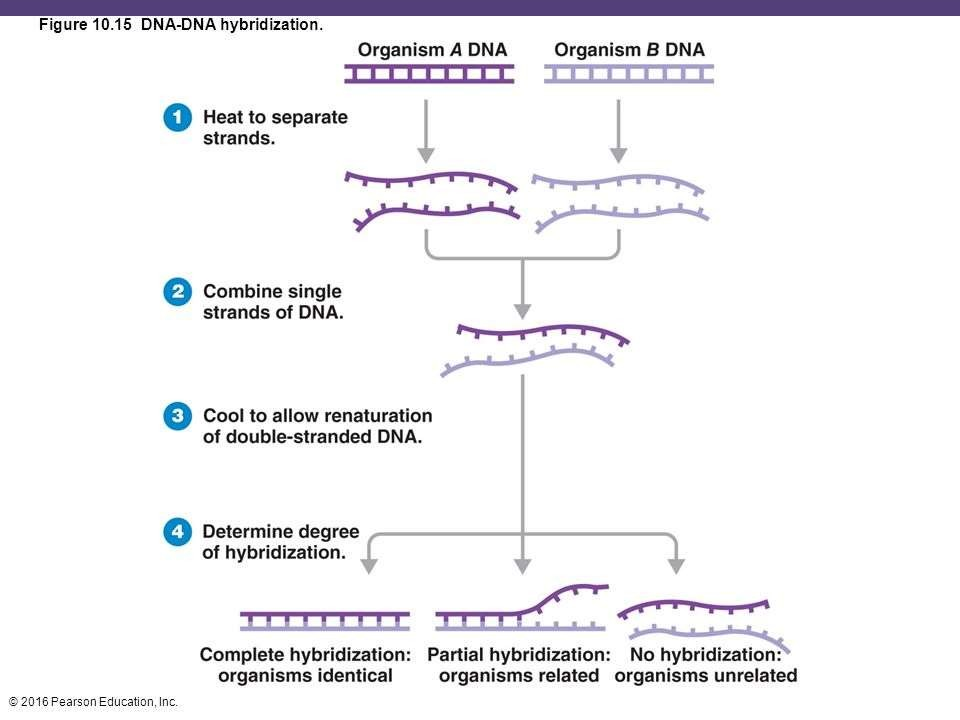 Figure 10.15 DNA-DNA hybridization.
Organism A DNA
Organism B DNA
1 Heat to separate
strands.
2 Combine single
strands of DNA.
3 Cool to allow renaturation
of double-stranded DNA.
4 Determine degree
of hybridization.
Complete hybridization:
organisms identical
Partial hybridization:
organisms related
No hybridization:
organisms unrelated
© 2016 Pearson Education, Inc.